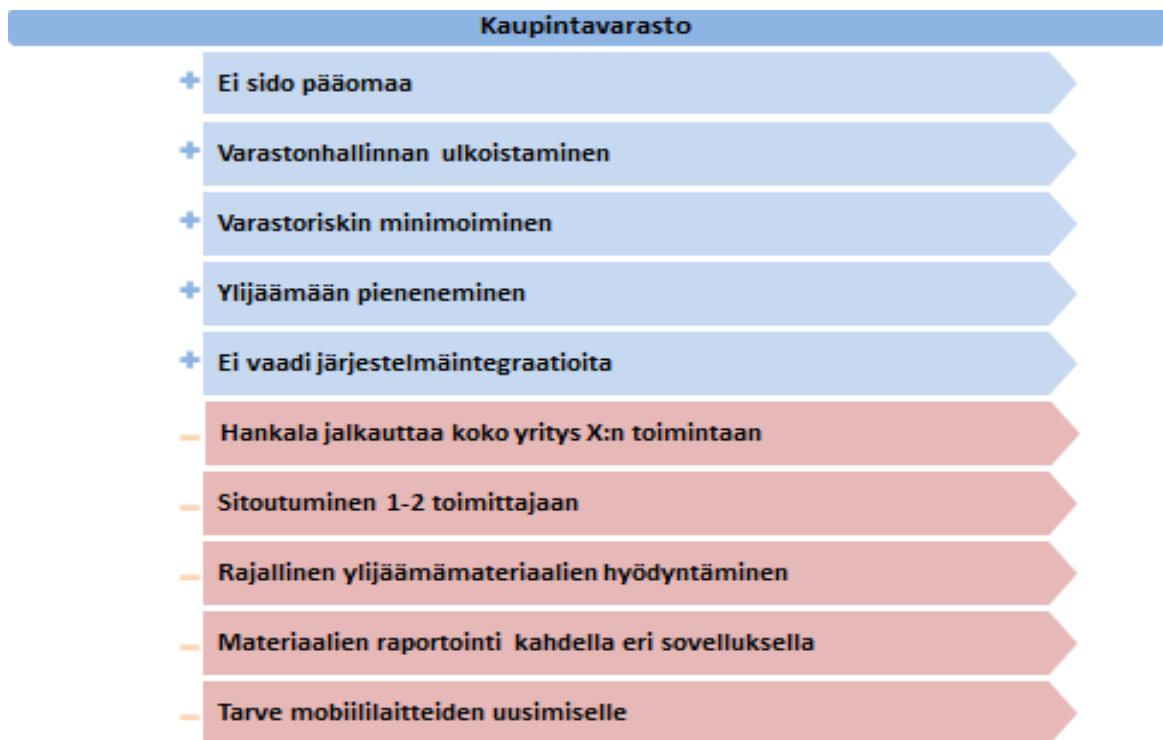 Kaupintavarasto
+ Ei sido pääomaa
+ Varastonhallinnan ulkoistaminen
+ Varastoriskin minimoiminen
+ Ylijäämään pieneneminen
+ Ei vaadi järjestelmäintegraatioita
– Hankala jalkauttaa koko yritys X:n toimintaan
– Sitoutuminen 1-2 toimittajaan
– Rajallinen ylijäämämateriaalien hyödyntäminen
– Materiaalien raportointi kahdella eri sovelluksella
– Tarve mobiililaitteiden uusimiselle